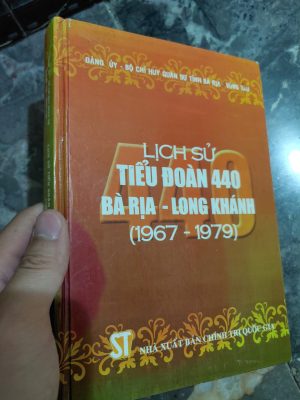 ĐẢNG ỦY - BỘ CHỈ HUY QUÂN SỰ TỈNH BÀ RỊA - VŨNG TÀU
LỊCH SỬ
TIỂU ĐOÀN 440
BÀ RỊA - LONG KHÁNH
(1967 - 1979)
440
ST
NHÀ XUẤT BẢN CHÍNH TRỊ QUỐC GIA